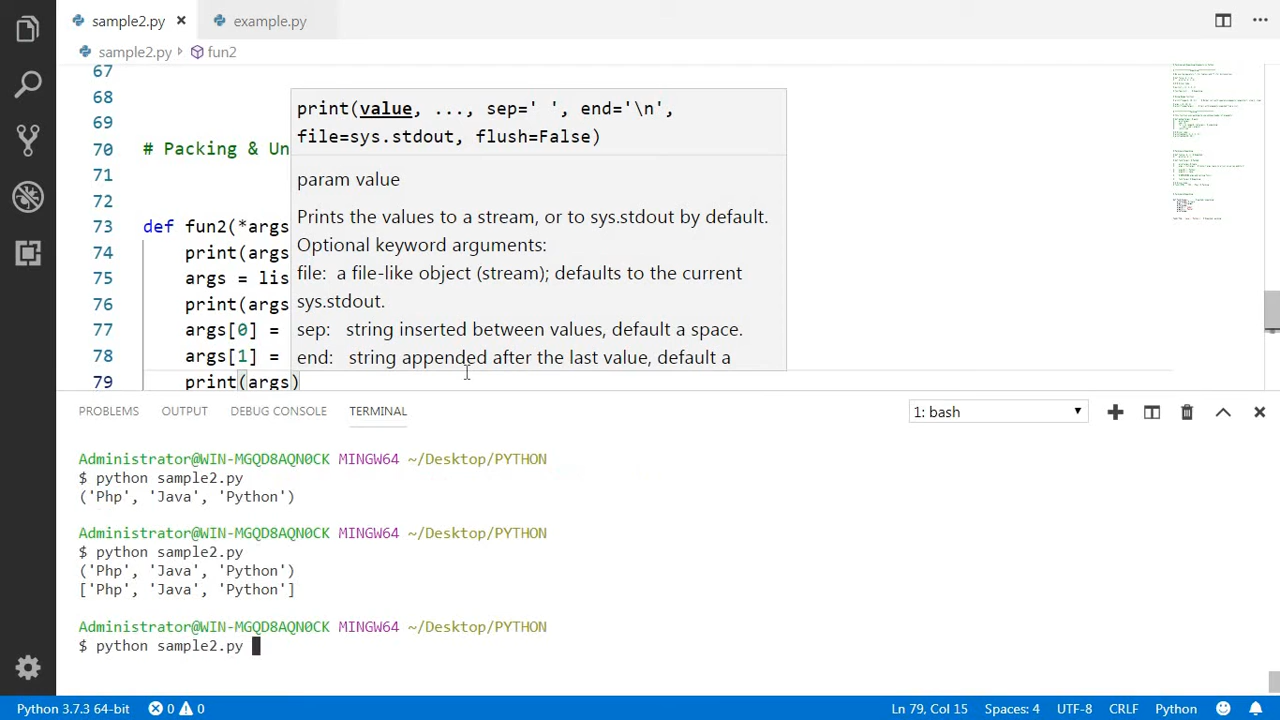 sample2.py
example.py
sample2.py fun2
67
68
69
70 # Packing & Un
71
72
73 def fun2(*args
74 print(args
75 args = lis
76 print(args
77 args[0] =
78 args[1] =
79 print(args)
print(value, ..., sep=' ', end='\n',
file=sys.stdout, flush=False)
param value
Prints the values to a stream, or to sys.stdout by default.
Optional keyword arguments:
file: a file-like object (stream); defaults to the current
sys.stdout.
sep: string inserted between values, default a space.
end: string appended after the last value, default a
PROBLEMS OUTPUT DEBUG CONSOLE TERMINAL 1: bash
Administrator@WIN-MGQD8AQN0CK MINGW64 ~/Desktop/PYTHON
$ python sample2.py
('Php', 'Java', 'Python')
Administrator@WIN-MGQD8AQN0CK MINGW64 ~/Desktop/PYTHON
$ python sample2.py
('Php', 'Java', 'Python')
['Php', 'Java', 'Python']
Administrator@WIN-MGQD8AQN0CK MINGW64 ~/Desktop/PYTHON
$ python sample2.py
Python 3.7.3 64-bit 0 0 Ln 79, Col 15 Spaces: 4 UTF-8 CRLF Python